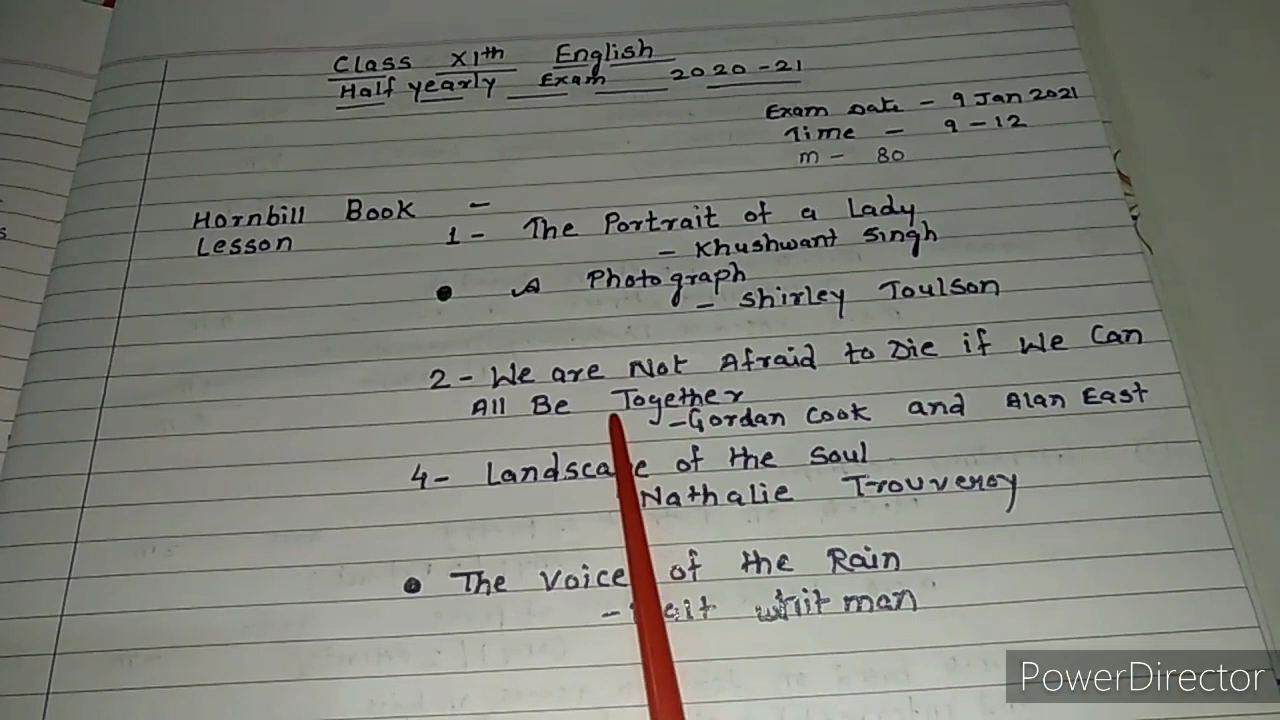 Class XIth English
Half yearly Exam 2020-21
Exam Date - 9 Jan 2021
Time - 9-12
m - 80
Hornbill Book -
Lesson 1- The Portrait of a Lady
- Khushwant Singh
• A Photograph
- Shirley Toulson
2- We are Not Afraid to Die if We Can
All Be Together
- Gordan Cook and Alan East
4- Landscape of the Soul
Nathalie Trouveroy
• The Voice of the Rain
- whitman
PowerDirector